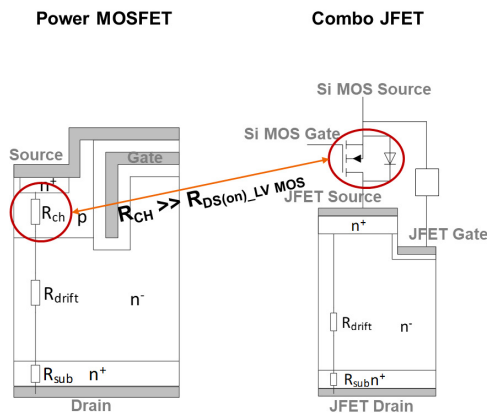 Power MOSFET
Combo JFET
Si MOS Source
Si MOS Gate
Source
Gate
n+
Rch
p
RCH >> RDS(on)_LV MOS
JFET Source
n+
JFET Gate
Rdrift
n-
Rdrift
n-
Rsub
n+
Rsub
n+
Drain
JFET Drain